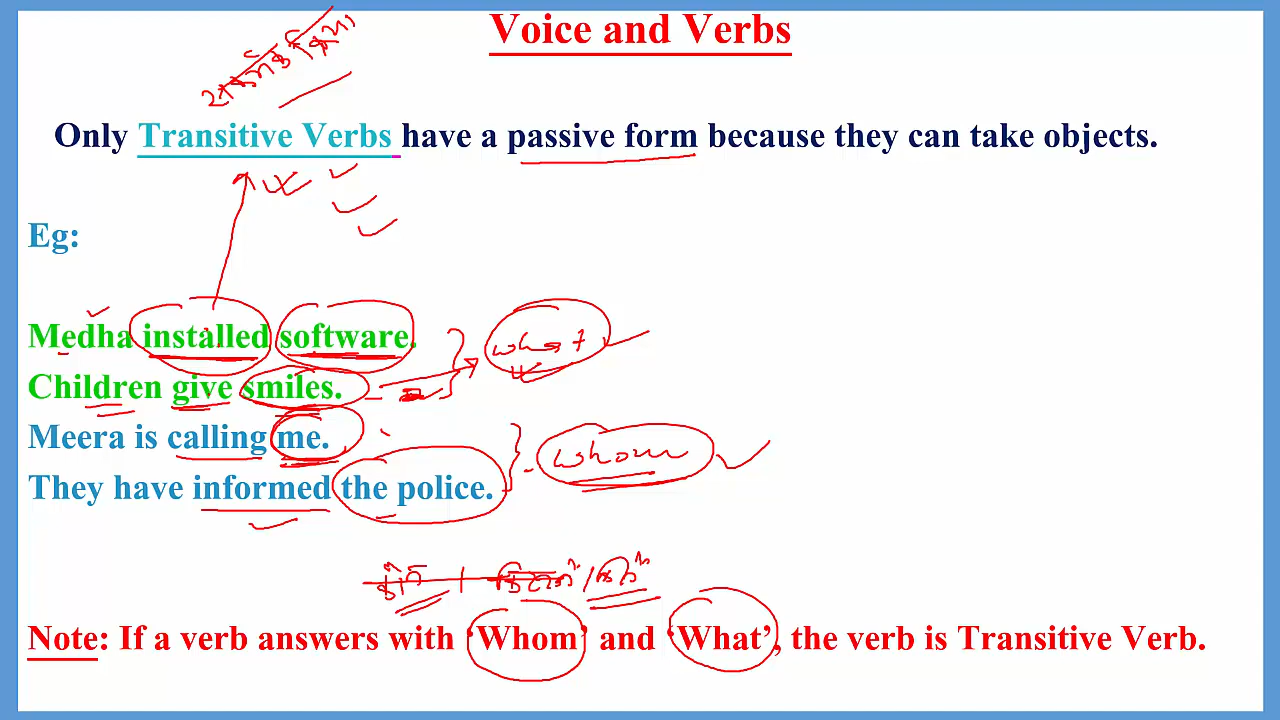 Voice and Verbs
Only Transitive Verbs have a passive form because they can take objects.
Eg:
Medha installed software.
what
Children give smiles.
Meera is calling me.
whom
They have informed the police.
Note: If a verb answers with ‘Whom’ and ‘What’, the verb is Transitive Verb.